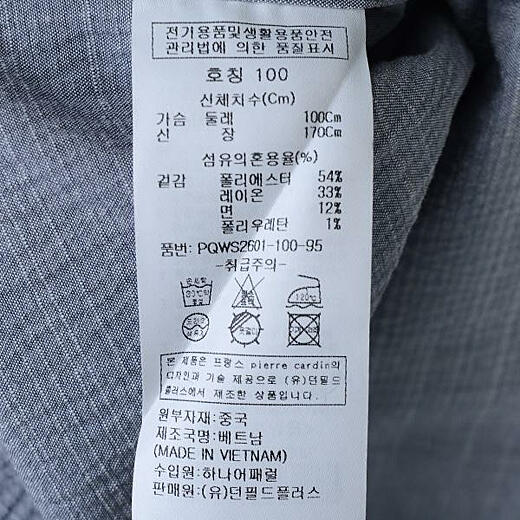 전기용품및생활용품안전
관리법에 의한 품질표시
호칭 100
신체치수(Cm)
가슴 둘레 100Cm
신 장 170Cm
섬유의혼용율(%)
겉감 폴리에스터 54%
레이온 33%
면 12%
폴리우레탄 1%
품번: PQWS2601-100-95
-취급주의-
120℃
본 제품은 프랑스 pierre cardin의
디자인과 기술 제공으로 (유)던필드
플러스에서 제조한 상품입니다.
원부자재:중국
제조국명:베트남
(MADE IN VIETNAM)
수입원:하나어패럴
판매원:(유)던필드플러스